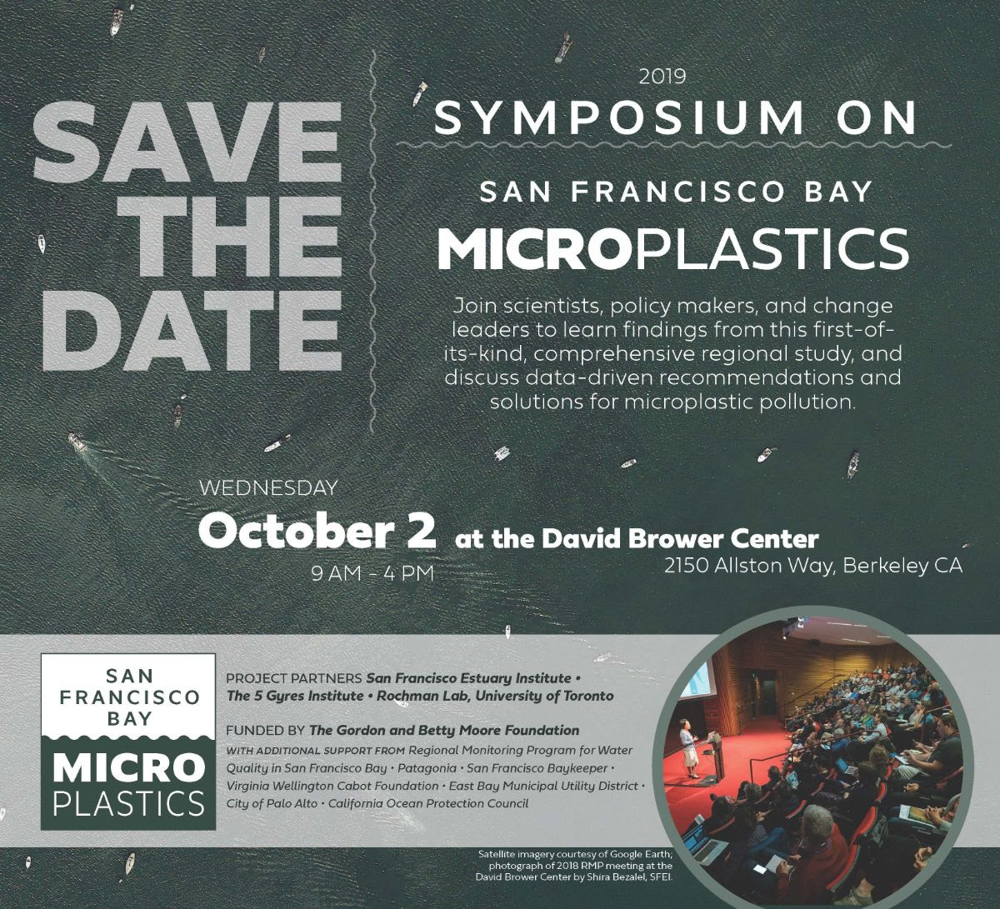 SAVE
THE
DATE
2019
SYMPOSIUM ON
SAN FRANCISCO BAY
MICROPLASTICS
Join scientists, policy makers, and change
leaders to learn findings from this first-of-
its-kind, comprehensive regional study, and
discuss data-driven recommendations and
solutions for microplastic pollution.
WEDNESDAY
October 2 at the David Brower Center
9 AM - 4 PM
2150 Allston Way, Berkeley CA
SAN
FRANCISCO
BAY
MICRO
PLASTICS
PROJECT PARTNERS San Francisco Estuary Institute •
The 5 Gyres Institute • Rochman Lab, University of Toronto
FUNDED BY The Gordon and Betty Moore Foundation
WITH ADDITIONAL SUPPORT FROM Regional Monitoring Program for Water
Quality in San Francisco Bay • Patagonia • San Francisco Baykeeper •
Virginia Wellington Cabot Foundation • East Bay Municipal Utility District •
City of Palo Alto • California Ocean Protection Council
Satellite imagery courtesy of Google Earth;
photograph of 2018 RMP meeting at the
David Brower Center by Shira Bezalel, SFEI.